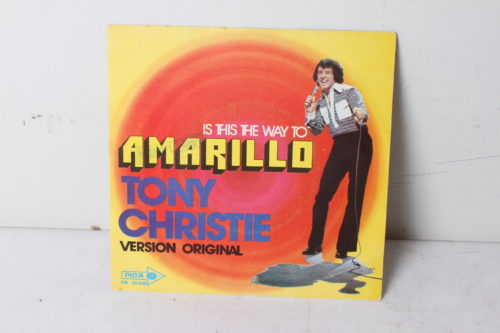 IS THIS THE WAY TO
AMARILLO
TONY
CHRISTIE
VERSION ORIGINAL
mca